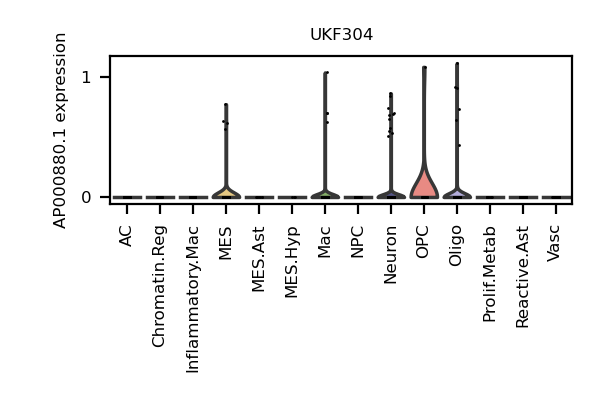 UKF304
AP000880.1 expression
1
0
AC
Chromatin.Reg
Inflammatory.Mac
MES
MES.Ast
MES.Hyp
Mac
NPC
Neuron
OPC
Oligo
Prolif.Metab
Reactive.Ast
Vasc